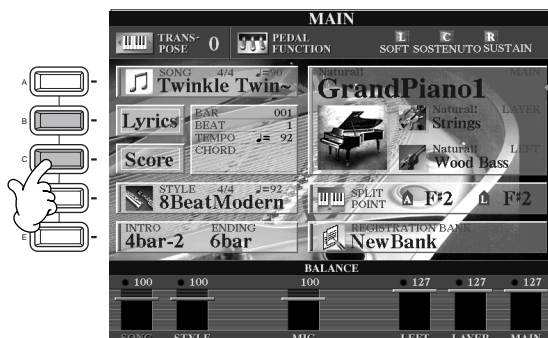 MAIN
TRANS-
POSE 0
PEDAL
FUNCTION
L C R
SOFT SOSTENUTO SUSTAIN
A
B
C
E
SONG 4/4 ♩=90
Twinkle Twin~
Lyrics
Score
BAR 001
BEAT 1
TEMPO ♩= 92
CHORD
STYLE 4/4 ♩=92
8BeatModern
INTRO ENDING
4bar-2 6bar
Natural! MAIN
GrandPiano1
Natural! LAYER
Strings
Natural! LEFT
Wood Bass
SPLIT
POINT A F#2 L F#2
REGISTRATION BANK
NewBank
BALANCE
100 100 100 127 127 127
SONG STYLE MIC LEFT LAYER MAIN